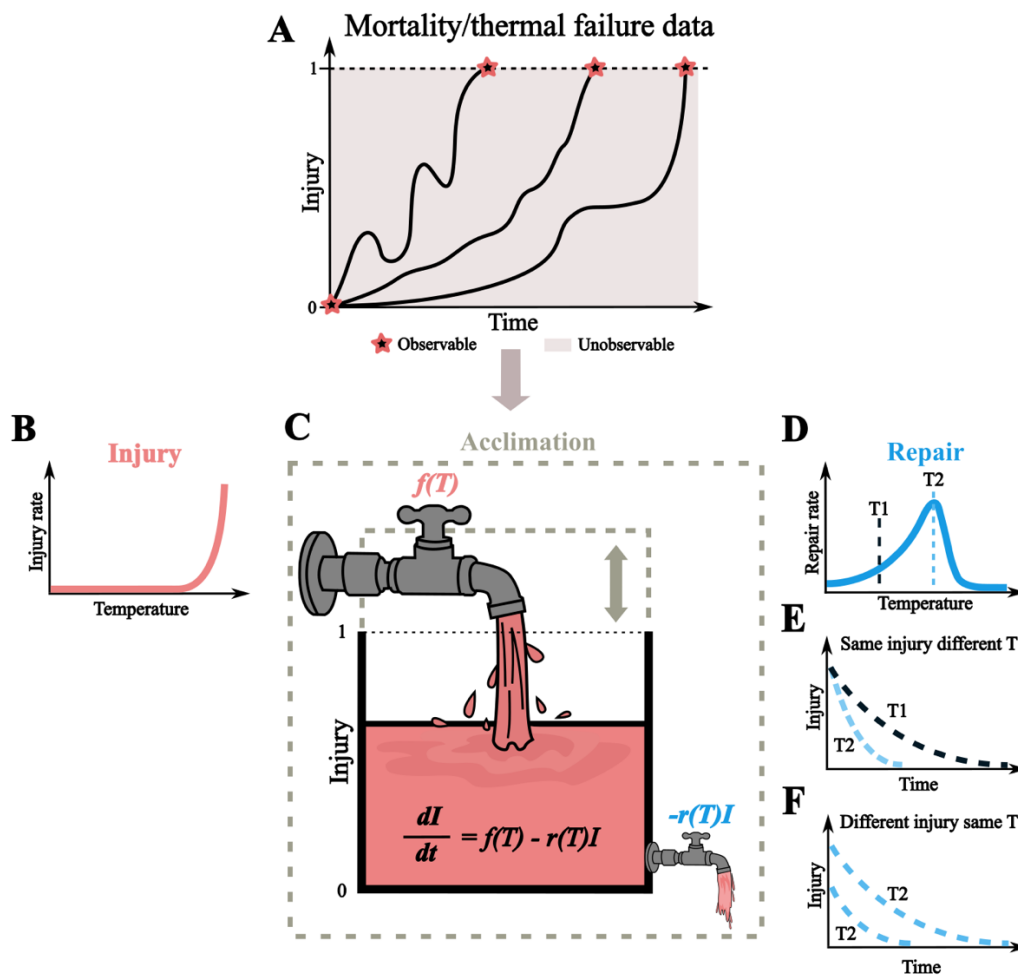 A
Mortality/thermal failure data
1
Injury
0
Time
Observable
Unobservable
B
Injury
Injury rate
Temperature
C
Acclimation
f(T)
1
Injury
dI
dt
= f(T) - r(T)I
0
-r(T)I
D
Repair
T2
T1
Repair rate
Temperature
E
Same injury different T
Injury
T1
T2
Time
F
Different injury same T
Injury
T2
T2
Time